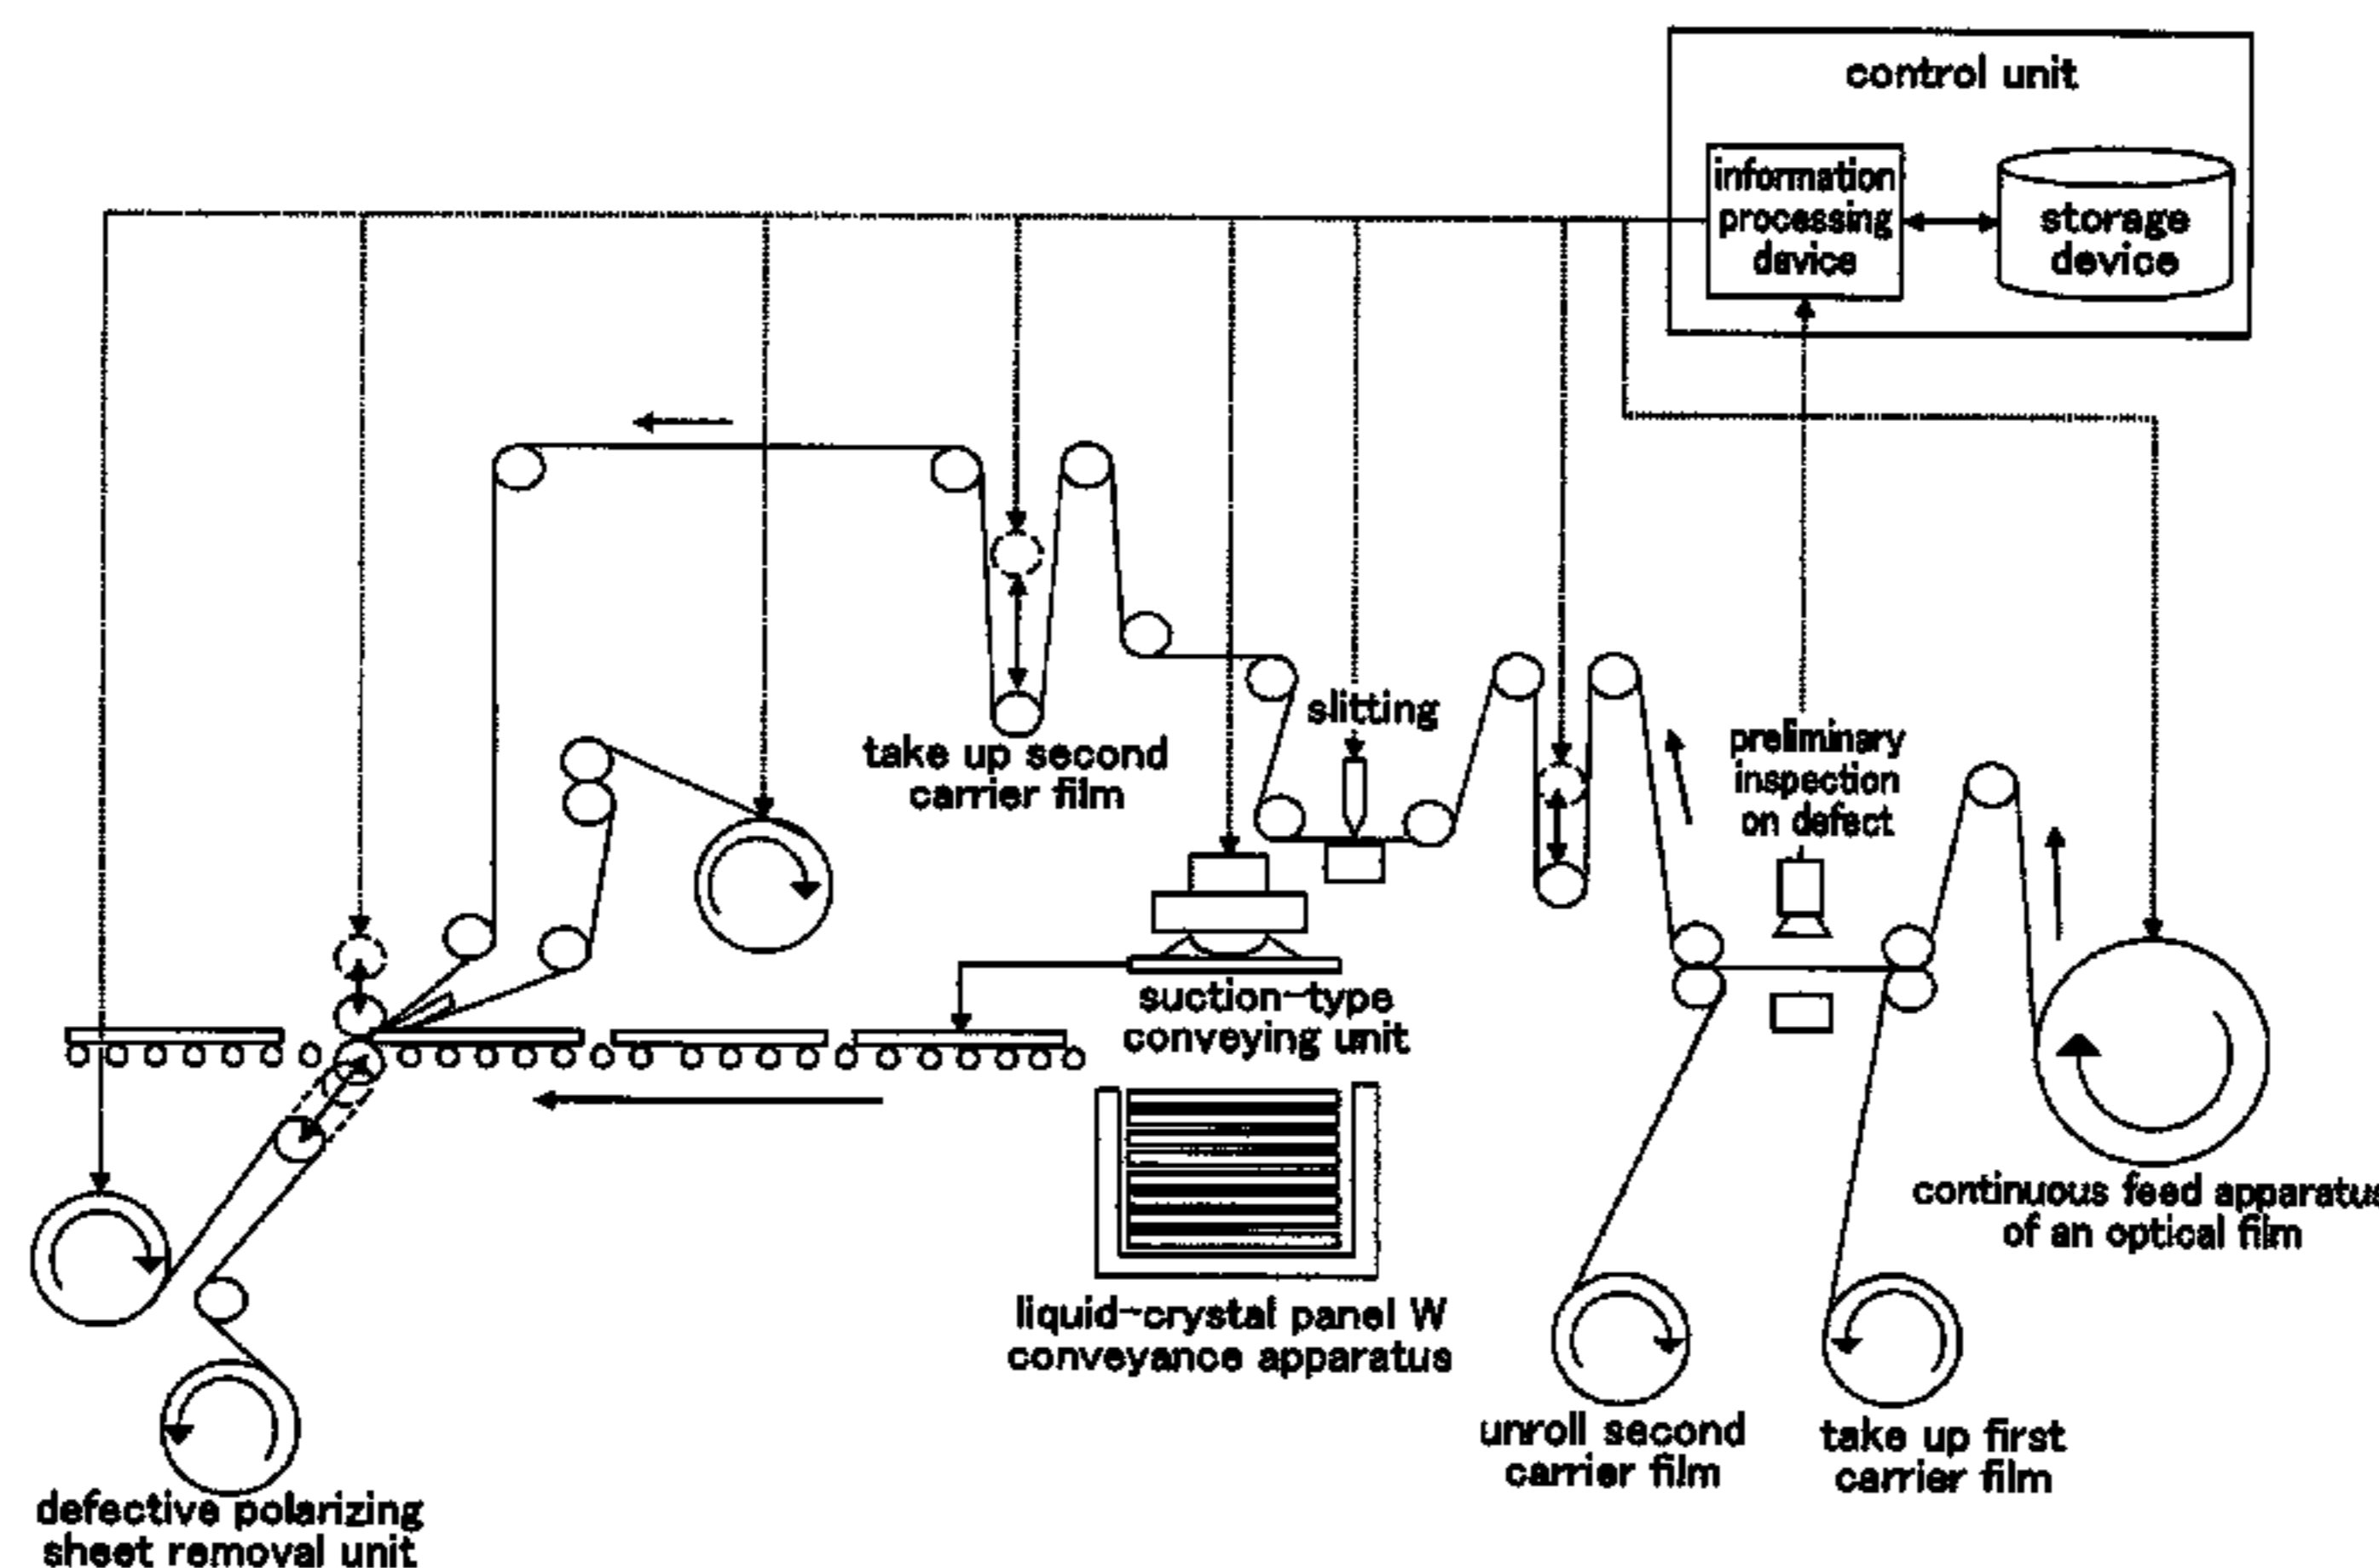 control unit
information
processing
device
storage
device
slitting
preliminary
inspection
on defect
take up second
carrier film
suction-type
conveying unit
continuous feed apparatus
of an optical film
liquid-crystal panel W
conveyance apparatus
unroll second
carrier film
take up first
carrier film
defective polarizing
sheet removal unit